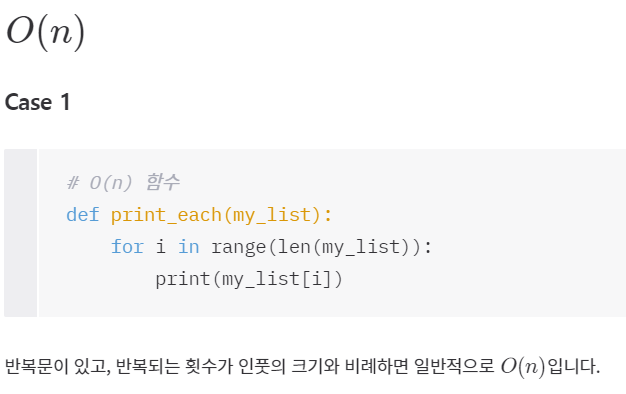 O(n)
Case 1
# O(n) 함수
def print_each(my_list):
    for i in range(len(my_list)):
        print(my_list[i])
반복문이 있고, 반복되는 횟수가 인풋의 크기와 비례하면 일반적으로 O(n)입니다.